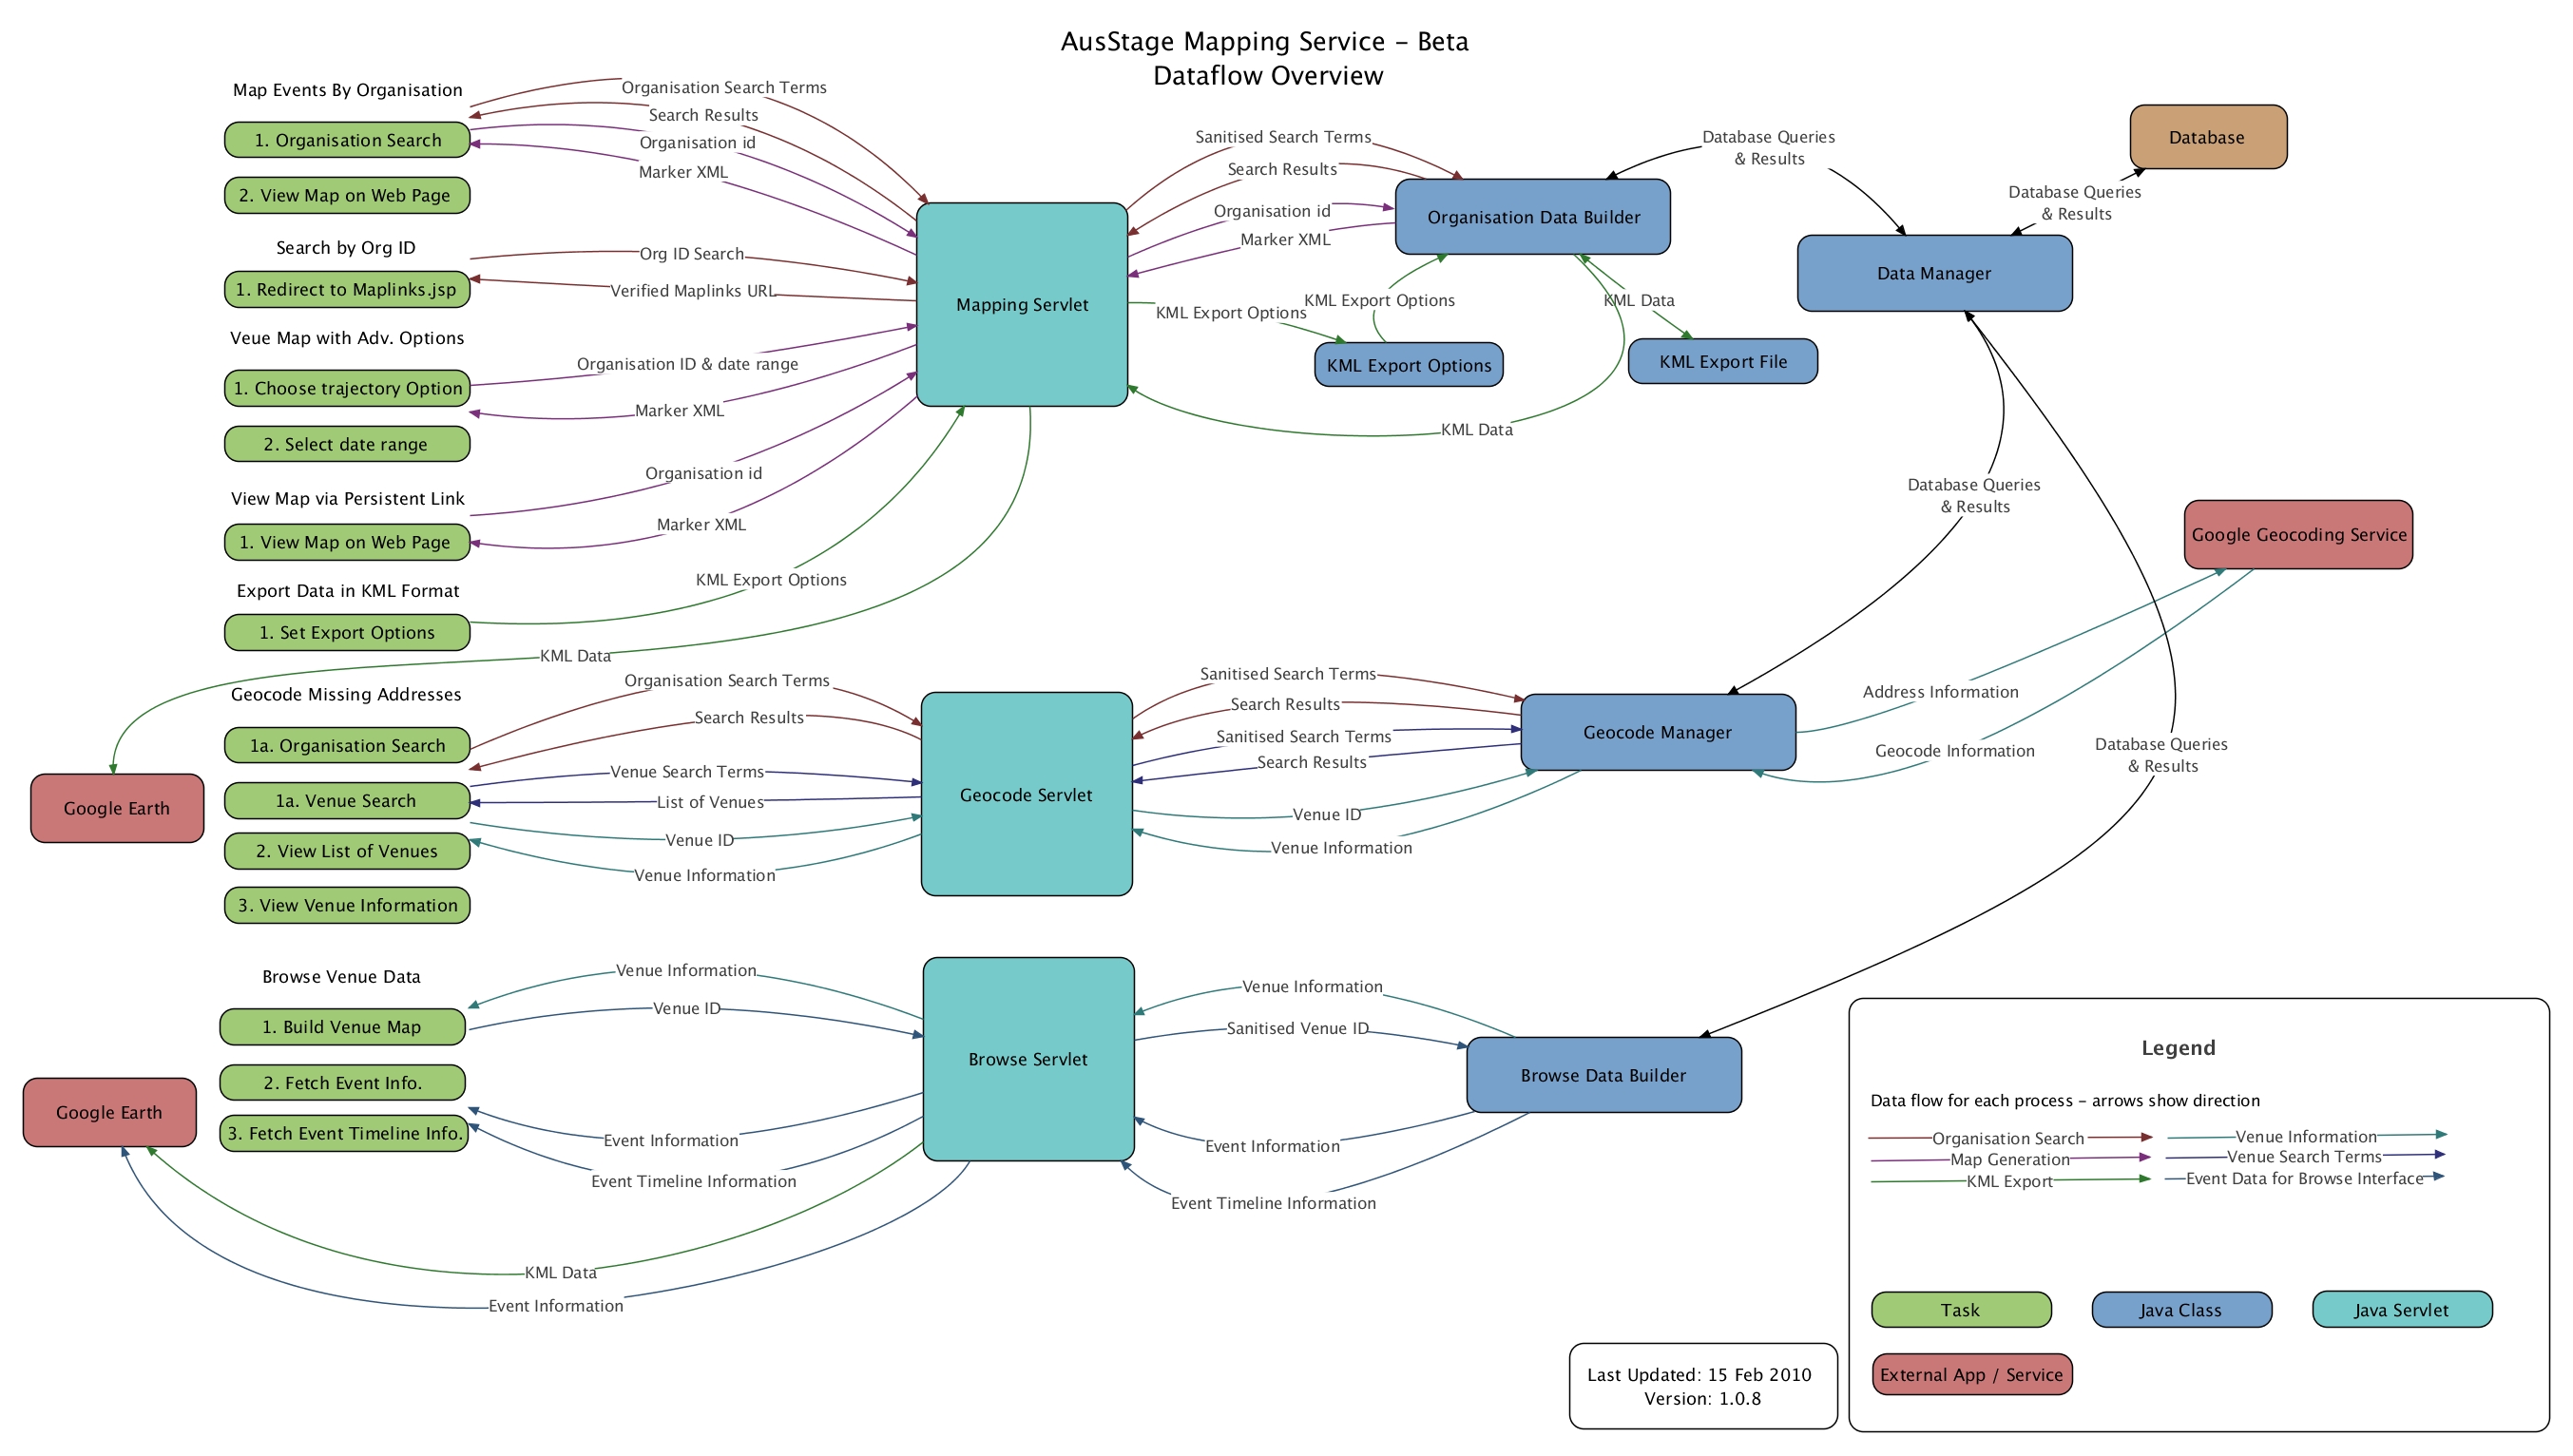 AusStage Mapping Service – Beta
Dataflow Overview
Map Events By Organisation
1. Organisation Search
2. View Map on Web Page
Search by Org ID
1. Redirect to Maplinks.jsp
Veue Map with Adv. Options
1. Choose trajectory Option
2. Select date range
View Map via Persistent Link
1. View Map on Web Page
Export Data in KML Format
1. Set Export Options
Organisation Search Terms
Search Results
Organisation id
Marker XML
Org ID Search
Verified Maplinks URL
Organisation ID & date range
Marker XML
Organisation id
Marker XML
KML Export Options
KML Data
Mapping Servlet
Sanitised Search Terms
Search Results
Organisation id
Marker XML
KML Export Options
KML Export Options
KML Data
KML Data
Organisation Data Builder
KML Export Options
KML Export File
Database Queries
& Results
Database
Database Queries
& Results
Data Manager
Database Queries
& Results
Google Geocoding Service
Geocode Missing Addresses
1a. Organisation Search
1a. Venue Search
2. View List of Venues
3. View Venue Information
Google Earth
Organisation Search Terms
Search Results
Venue Search Terms
List of Venues
Venue ID
Venue Information
Geocode Servlet
Sanitised Search Terms
Search Results
Sanitised Search Terms
Search Results
Venue ID
Venue Information
Geocode Manager
Address Information
Geocode Information
Database Queries
& Results
Browse Venue Data
1. Build Venue Map
2. Fetch Event Info.
3. Fetch Event Timeline Info.
Google Earth
Venue Information
Venue ID
Event Information
Event Timeline Information
KML Data
Event Information
Browse Servlet
Venue Information
Sanitised Venue ID
Event Information
Event Timeline Information
Browse Data Builder
Legend
Data flow for each process – arrows show direction
Organisation Search
Map Generation
KML Export
Venue Information
Venue Search Terms
Event Data for Browse Interface
Task
Java Class
Java Servlet
External App / Service
Last Updated: 15 Feb 2010
Version: 1.0.8